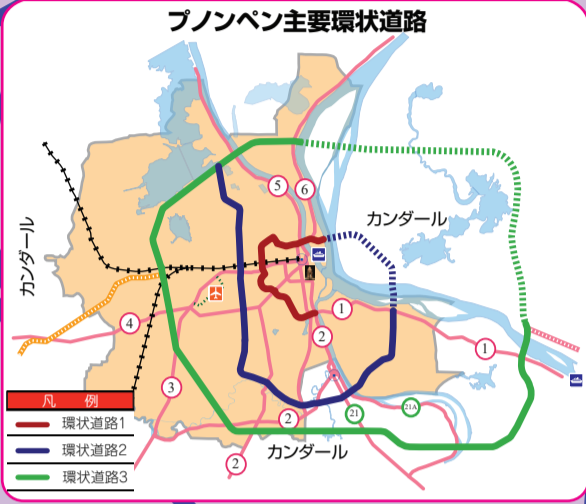 プノンペン主要環状道路
5
6
カンダール
カンダール
1
4
2
1
3
21
21A
2
カンダール
2
凡 例
環状道路1
環状道路2
環状道路3